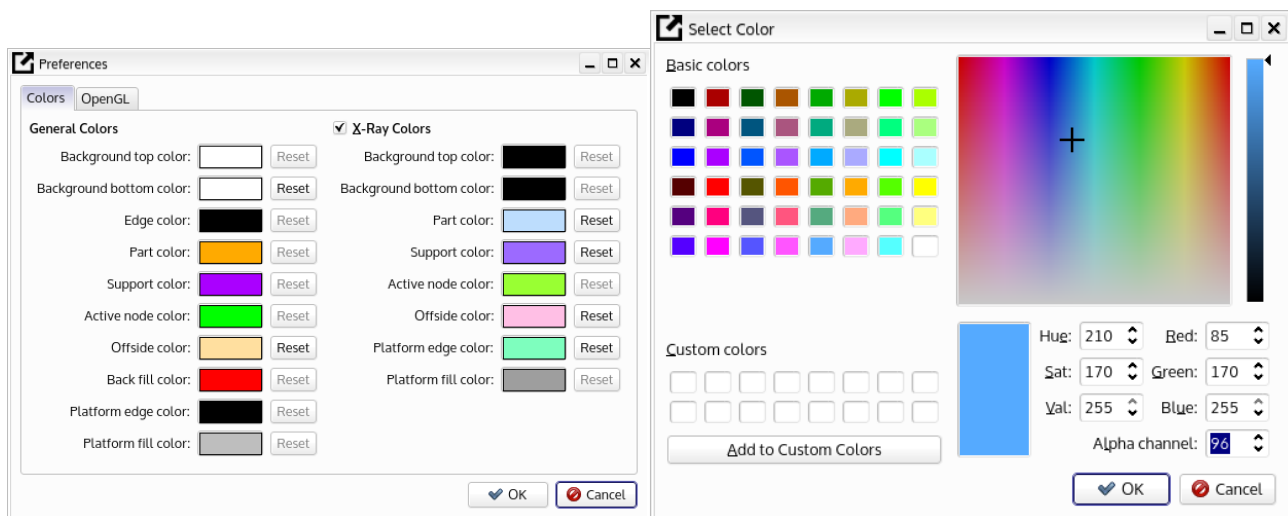 Preferences
Colors OpenGL
General Colors X-Ray Colors
Background top color: Reset Background top color: Reset
Background bottom color: Reset Background bottom color: Reset
Edge color: Reset Part color: Reset
Part color: Reset Support color: Reset
Support color: Reset Active node color: Reset
Active node color: Reset Offside color: Reset
Offside color: Reset Platform edge color: Reset
Back fill color: Reset Platform fill color: Reset
Platform edge color: Reset
Platform fill color: Reset
OK Cancel
Select Color
Basic colors
Custom colors
Add to Custom Colors
Hue: 210 Red: 85
Sat: 170 Green: 170
Val: 255 Blue: 255
Alpha channel: 96
OK Cancel